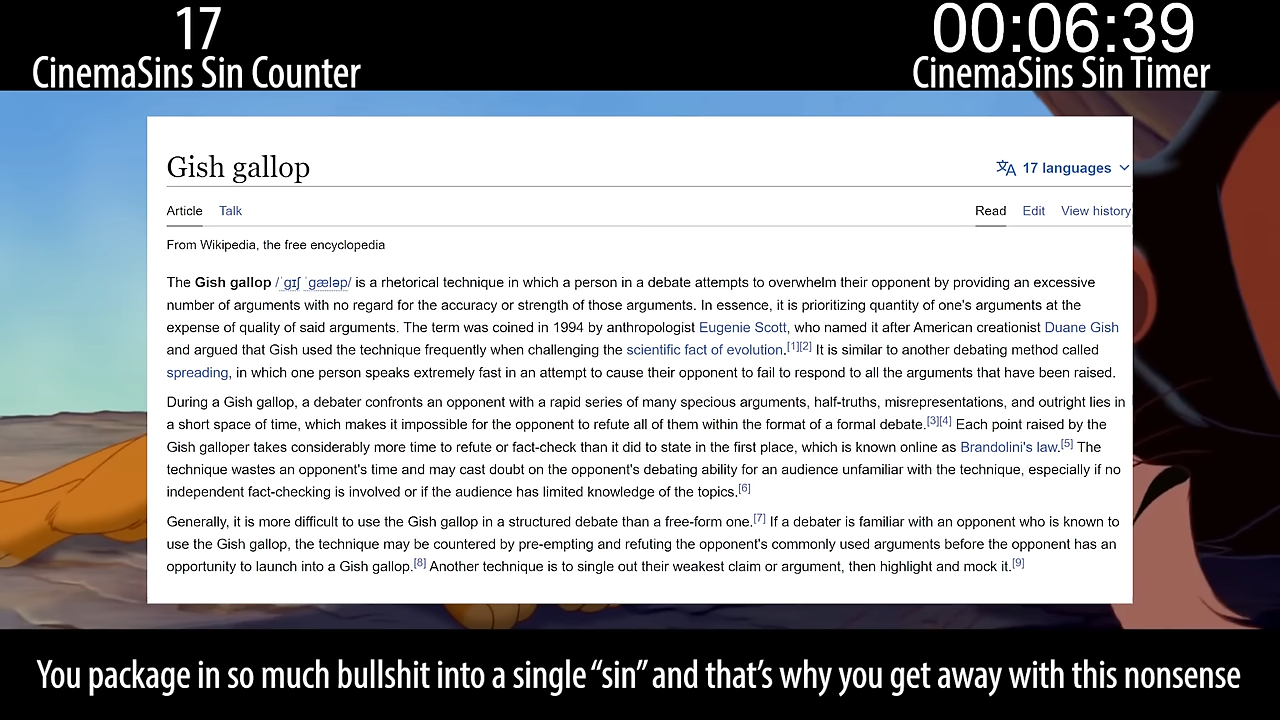 17
00:06:39
CinemaSins Sin Counter
CinemaSins Sin Timer
Gish gallop
17 languages
Article Talk
Read Edit View history
From Wikipedia, the free encyclopedia
The Gish gallop /ˈɡɪʃ ˈɡæləp/ is a rhetorical technique in which a person in a debate attempts to overwhelm their opponent by providing an excessive
number of arguments with no regard for the accuracy or strength of those arguments. In essence, it is prioritizing quantity of one's arguments at the
expense of quality of said arguments. The term was coined in 1994 by anthropologist Eugenie Scott, who named it after American creationist Duane Gish
and argued that Gish used the technique frequently when challenging the scientific fact of evolution.[1][2] It is similar to another debating method called
spreading, in which one person speaks extremely fast in an attempt to cause their opponent to fail to respond to all the arguments that have been raised.
During a Gish gallop, a debater confronts an opponent with a rapid series of many specious arguments, half-truths, misrepresentations, and outright lies in
a short space of time, which makes it impossible for the opponent to refute all of them within the format of a formal debate.[3][4] Each point raised by the
Gish galloper takes considerably more time to refute or fact-check than it did to state in the first place, which is known online as Brandolini's law.[5] The
technique wastes an opponent's time and may cast doubt on the opponent's debating ability for an audience unfamiliar with the technique, especially if no
independent fact-checking is involved or if the audience has limited knowledge of the topics.[6]
Generally, it is more difficult to use the Gish gallop in a structured debate than a free-form one.[7] If a debater is familiar with an opponent who is known to
use the Gish gallop, the technique may be countered by pre-empting and refuting the opponent's commonly used arguments before the opponent has an
opportunity to launch into a Gish gallop.[8] Another technique is to single out their weakest claim or argument, then highlight and mock it.[9]
You package in so much bullshit into a single “sin” and that’s why you get away with this nonsense